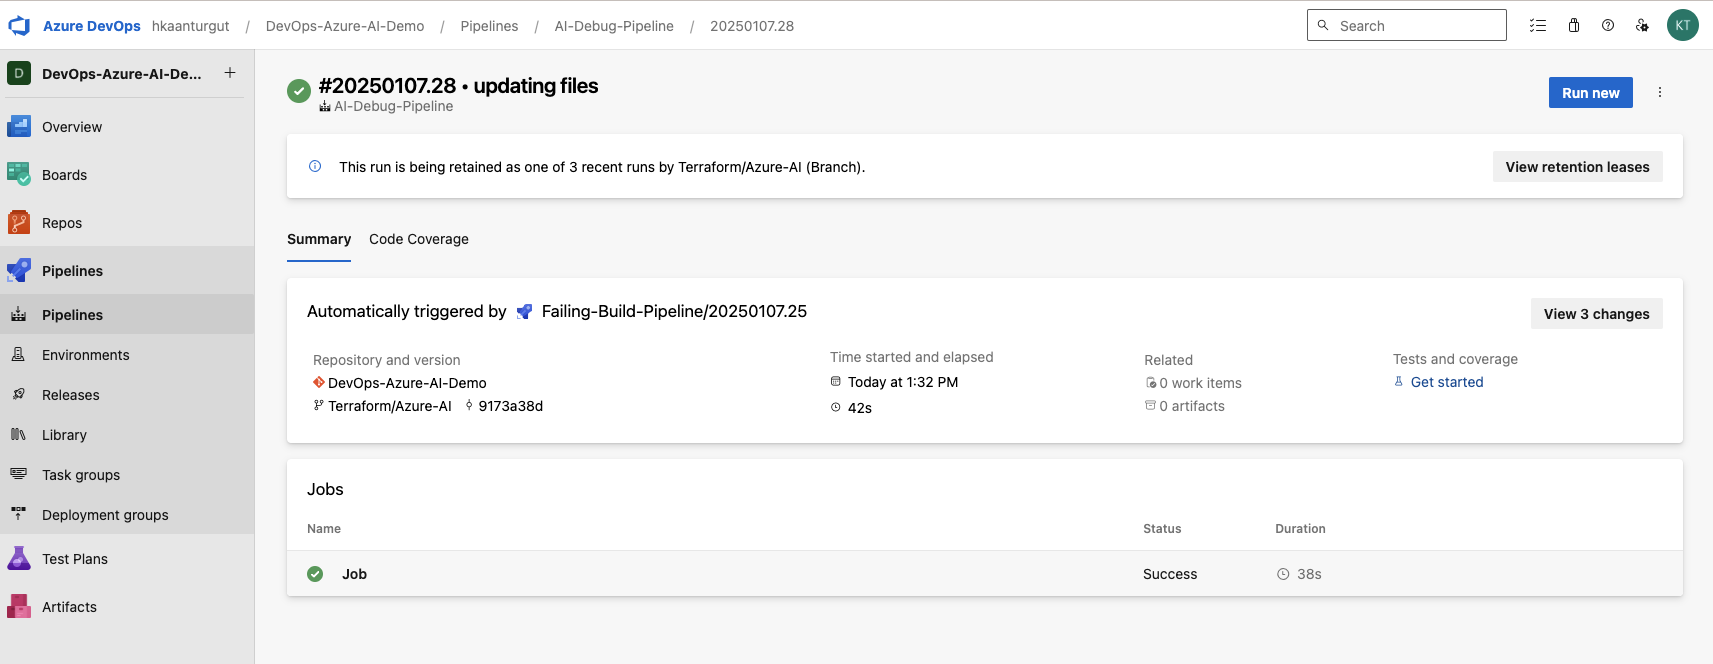 Azure DevOps hkaanturgut / DevOps-Azure-AI-Demo / Pipelines / AI-Debug-Pipeline / 20250107.28
Search
KT
D DevOps-Azure-AI-De... +
Overview
Boards
Repos
Pipelines
Pipelines
Environments
Releases
Library
Task groups
Deployment groups
Test Plans
Artifacts
#20250107.28 • updating files
AI-Debug-Pipeline
Run new
This run is being retained as one of 3 recent runs by Terraform/Azure-AI (Branch).
View retention leases
Summary Code Coverage
Automatically triggered by Failing-Build-Pipeline/20250107.25
View 3 changes
Repository and version
DevOps-Azure-AI-Demo
Terraform/Azure-AI 9173a38d
Time started and elapsed
Today at 1:32 PM
42s
Related
0 work items
0 artifacts
Tests and coverage
Get started
Jobs
Name Status Duration
Job Success 38s